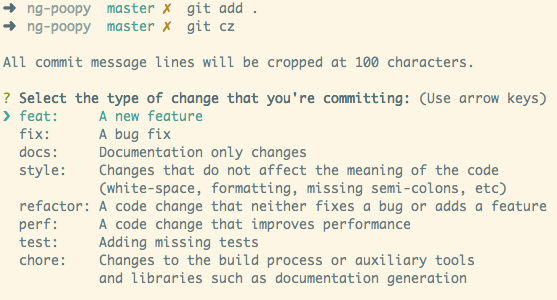 ➜ ng-poopy master ✗ git add .
➜ ng-poopy master ✗ git cz
All commit message lines will be cropped at 100 characters.
? Select the type of change that you're committing: (Use arrow keys)
❯ feat: A new feature
fix: A bug fix
docs: Documentation only changes
style: Changes that do not affect the meaning of the code
(white-space, formatting, missing semi-colons, etc)
refactor: A code change that neither fixes a bug or adds a feature
perf: A code change that improves performance
test: Adding missing tests
chore: Changes to the build process or auxiliary tools
and libraries such as documentation generation